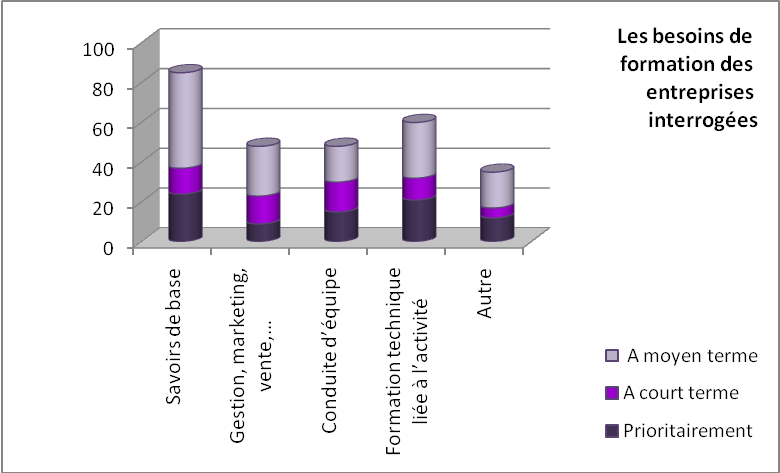 Les besoins de
formation des
entreprises
interrogées
100
80
60
40
20
0
Savoirs de base
Gestion, marketing,
vente,...
Conduite d'équipe
Formation technique
liée à l'activité
Autre
A moyen terme
A court terme
Prioritairement